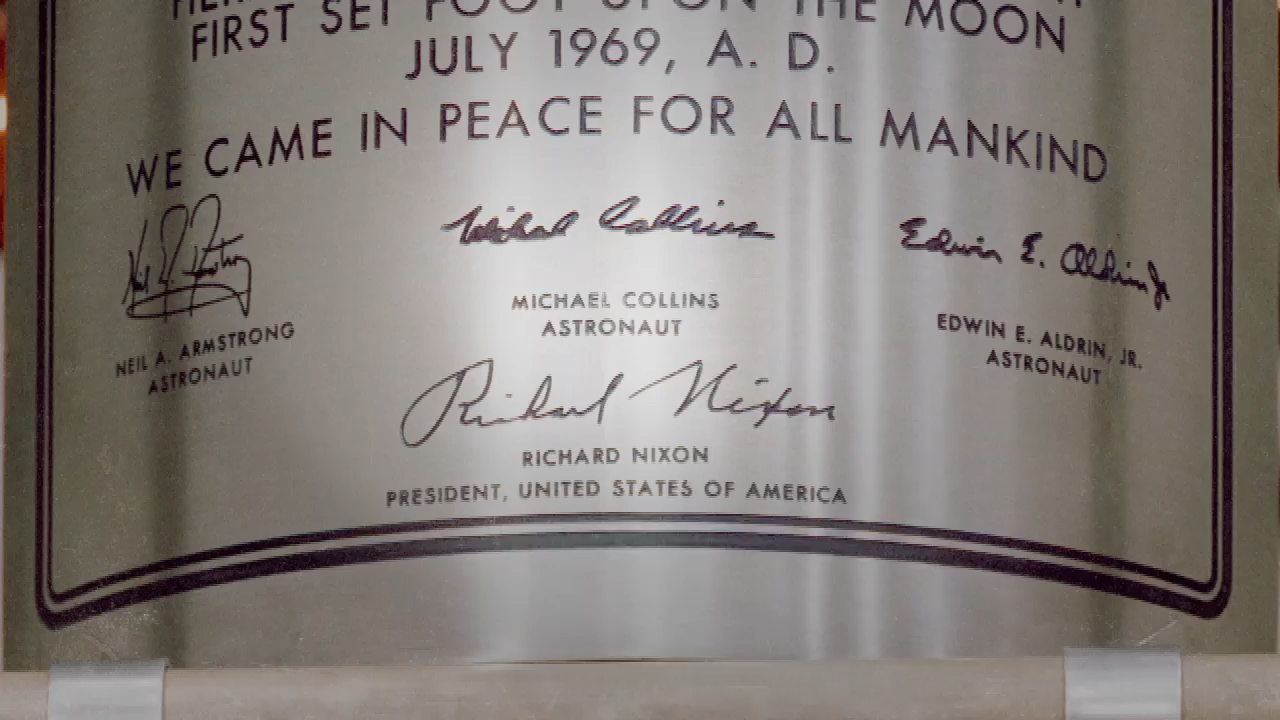 FIRST SET FOOT UPON THE MOON
JULY 1969, A. D.
WE CAME IN PEACE FOR ALL MANKIND
Neil A. Armstrong
Michael Collins
Edwin E. Aldrin Jr
NEIL A. ARMSTRONG
ASTRONAUT
MICHAEL COLLINS
ASTRONAUT
EDWIN E. ALDRIN, JR.
ASTRONAUT
Richard Nixon
RICHARD NIXON
PRESIDENT, UNITED STATES OF AMERICA